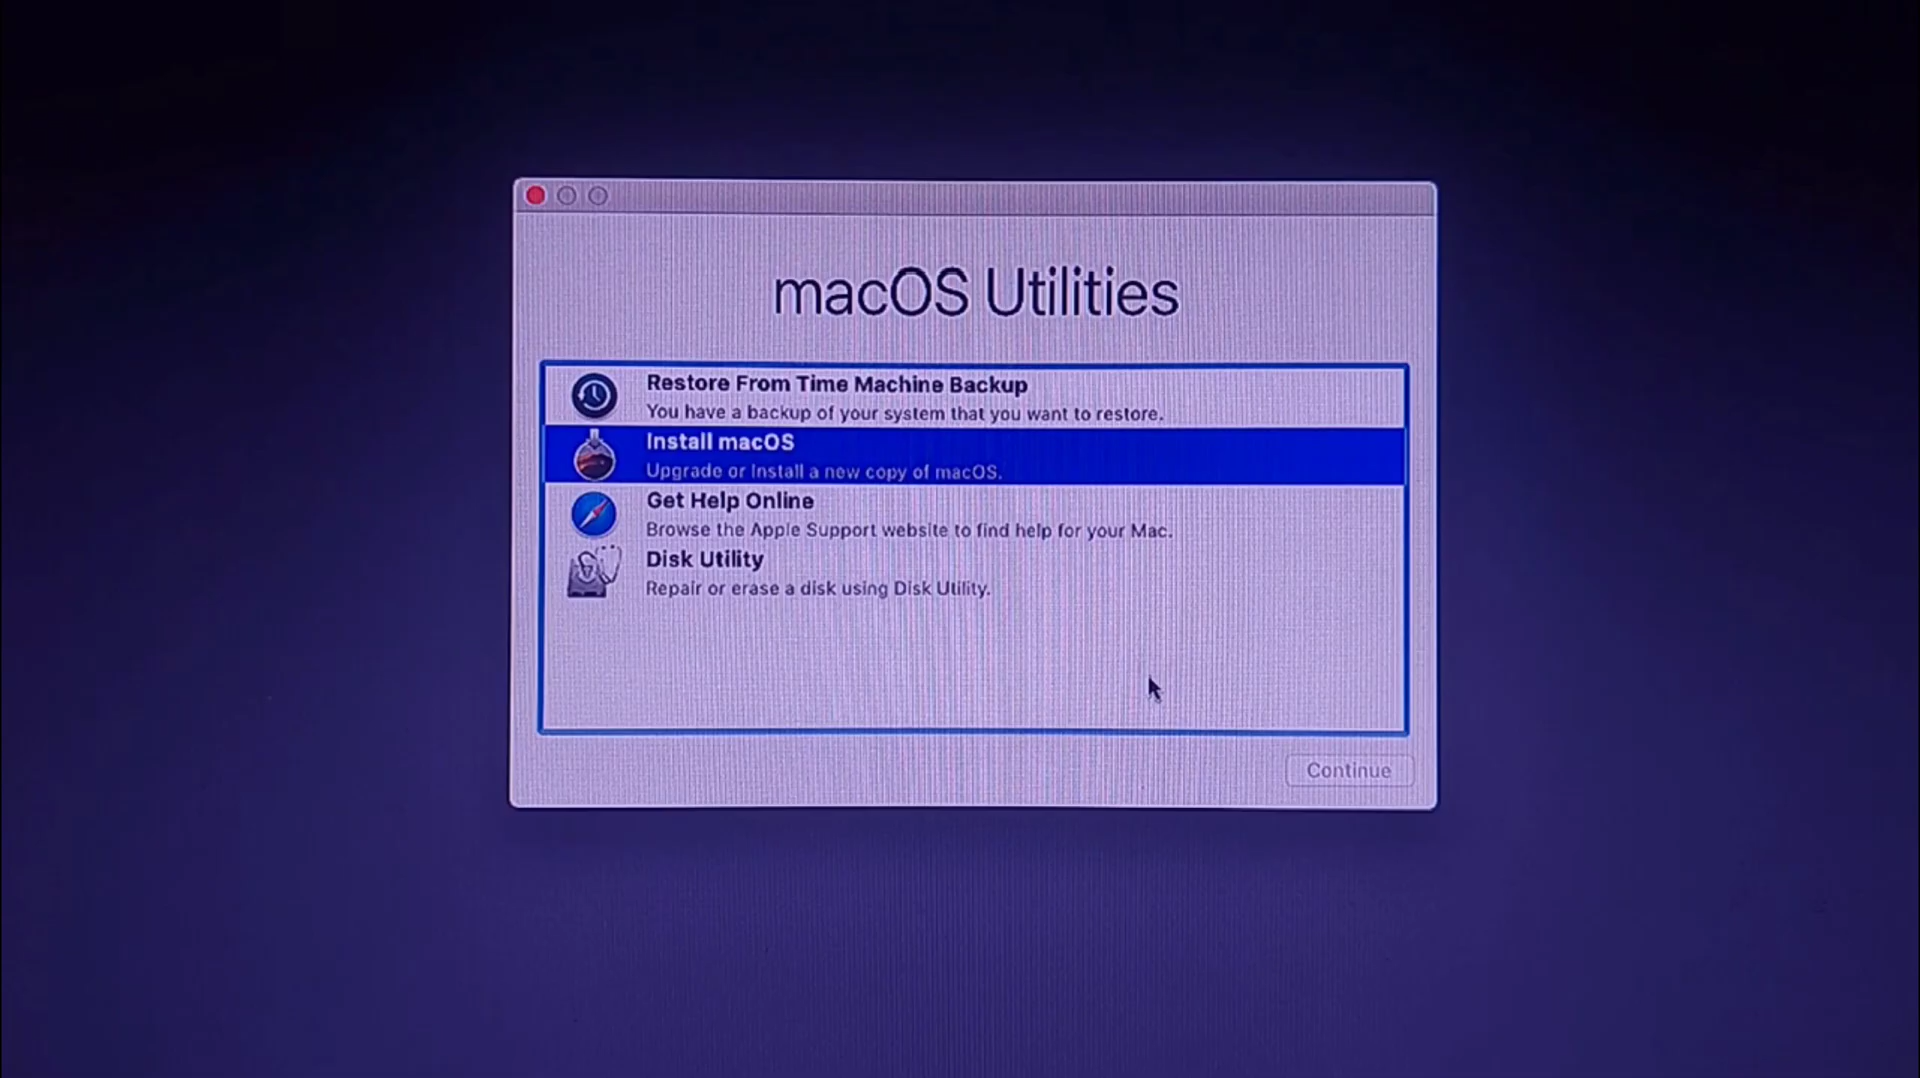 macOS Utilities
Restore From Time Machine Backup
You have a backup of your system that you want to restore.
Install macOS
Upgrade or Install a new copy of macOS.
Get Help Online
Browse the Apple Support website to find help for your Mac.
Disk Utility
Repair or erase a disk using Disk Utility.
Continue